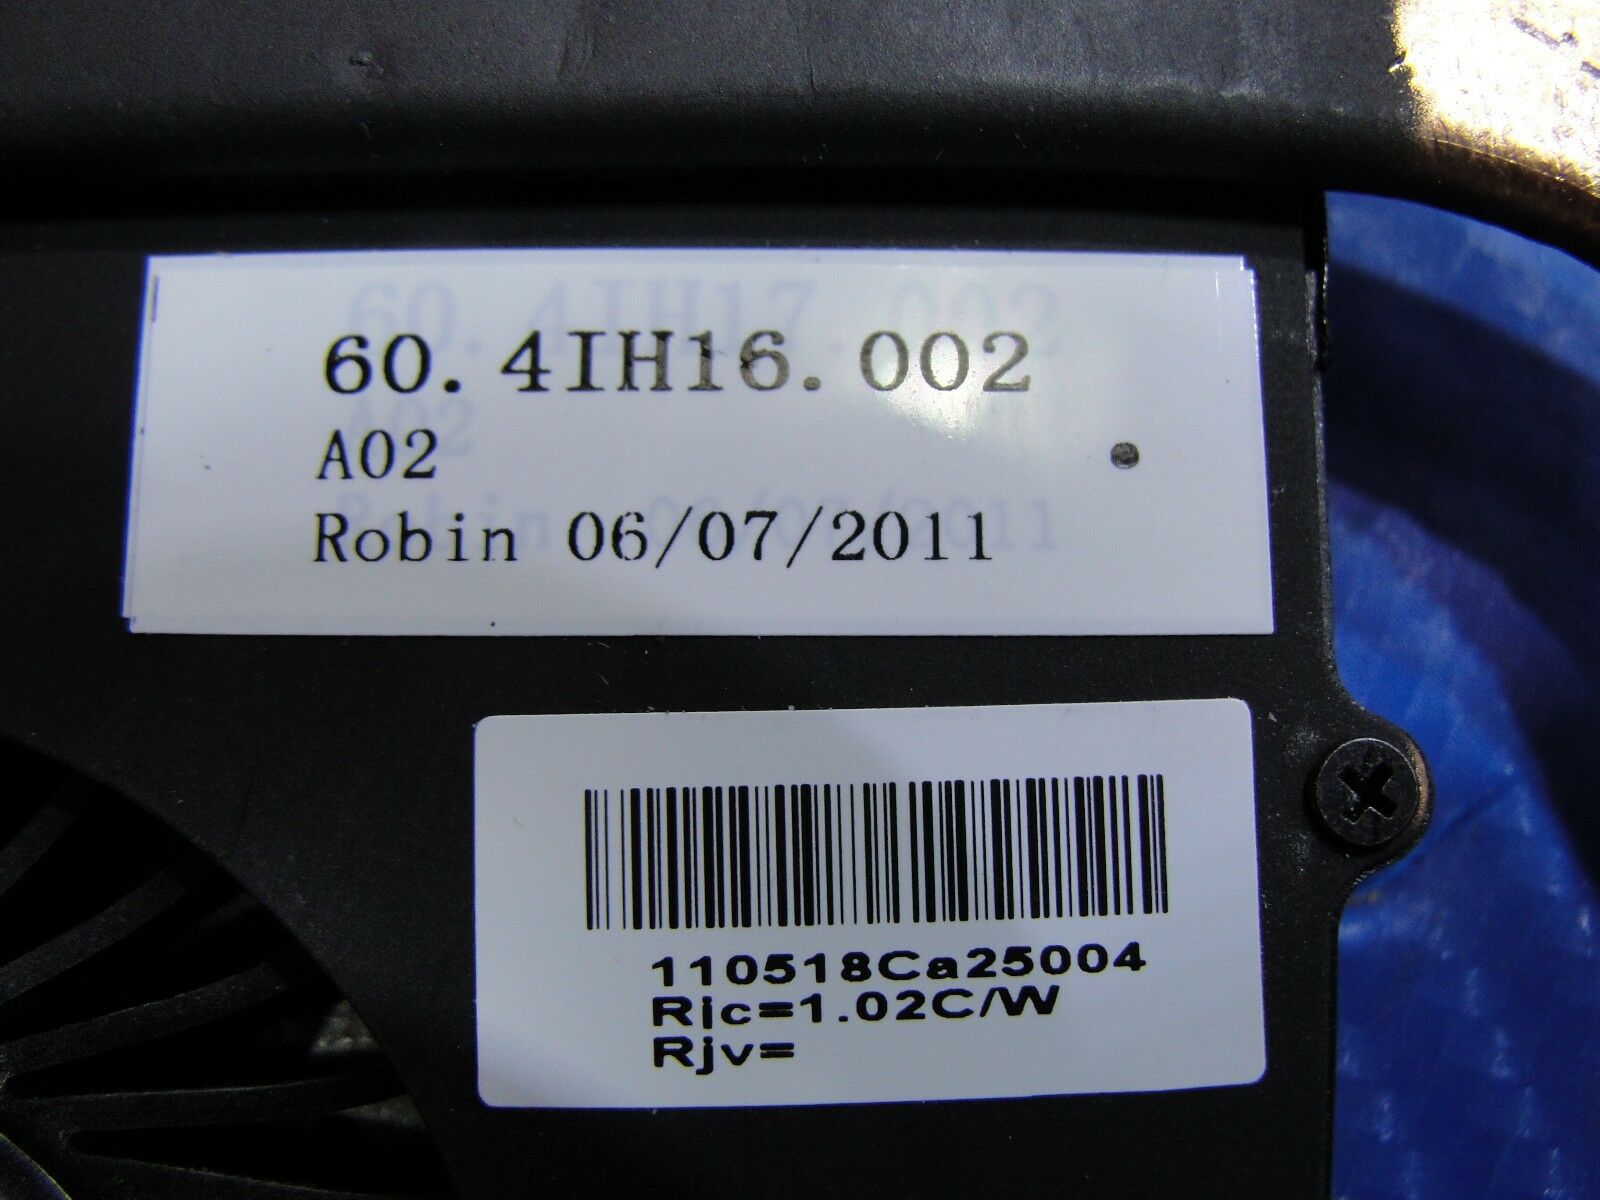 60.4IH16.002
A02
Robin 06/07/2011
110518Ca25004
Rjc=1.02C/W
Rjv=